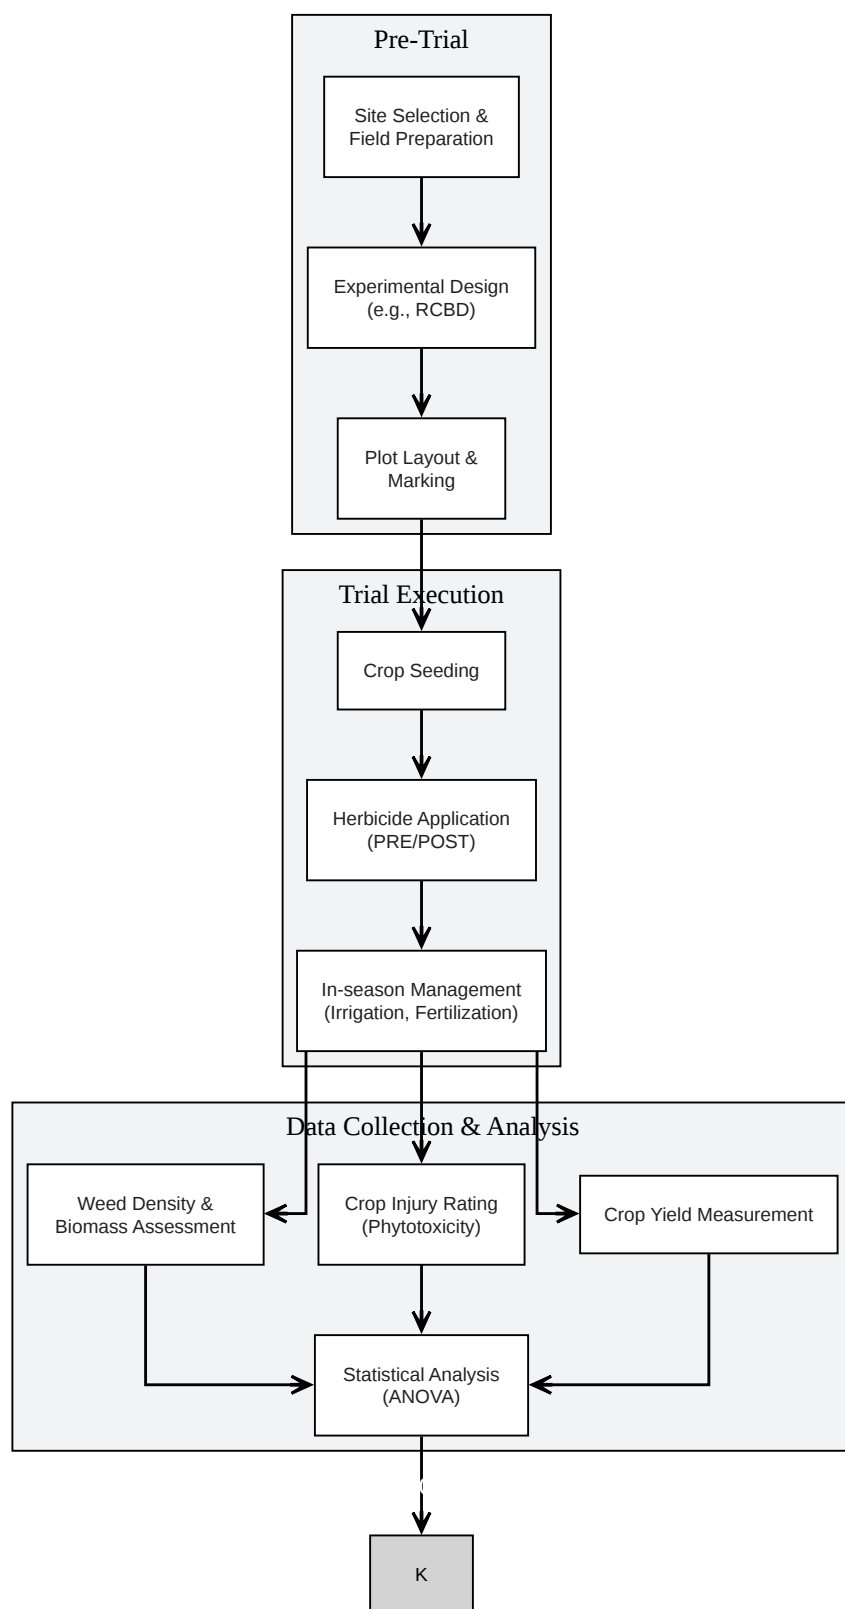 Pre-Trial
Site Selection &
Field Preparation
Experimental Design
(e.g., RCBD)
Plot Layout &
Marking
Trial Execution
Crop Seeding
Herbicide Application
(PRE/POST)
In-season Management
(Irrigation, Fertilization)
Data Collection & Analysis
Weed Density &
Biomass Assessment
Crop Injury Rating
(Phytotoxicity)
Crop Yield Measurement
Statistical Analysis
(ANOVA)
K